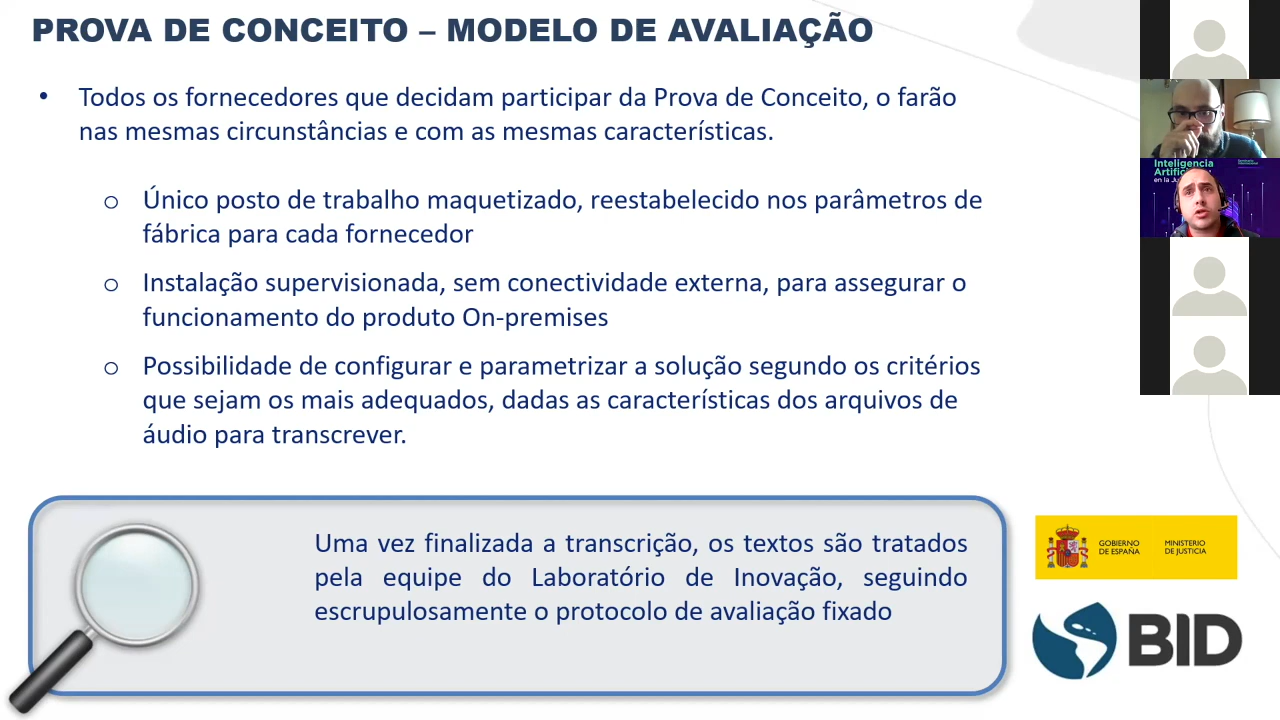 PROVA DE CONCEITO – MODELO DE AVALIAÇÃO
• Todos os fornecedores que decidam participar da Prova de Conceito, o farão
nas mesmas circunstâncias e com as mesmas características.
o Único posto de trabalho maquetizado, reestabelecido nos parâmetros de
fábrica para cada fornecedor
o Instalação supervisionada, sem conectividade externa, para assegurar o
funcionamento do produto On-premises
o Possibilidade de configurar e parametrizar a solução segundo os critérios
que sejam os mais adequados, dadas as características dos arquivos de
áudio para transcrever.
Uma vez finalizada a transcrição, os textos são tratados
pela equipe do Laboratório de Inovação, seguindo
escrupulosamente o protocolo de avaliação fixado
Inteligencia
Artific
en la Ju
GOBIERNO
DE ESPAÑA
MINISTERIO
DE JUSTICIA
BID